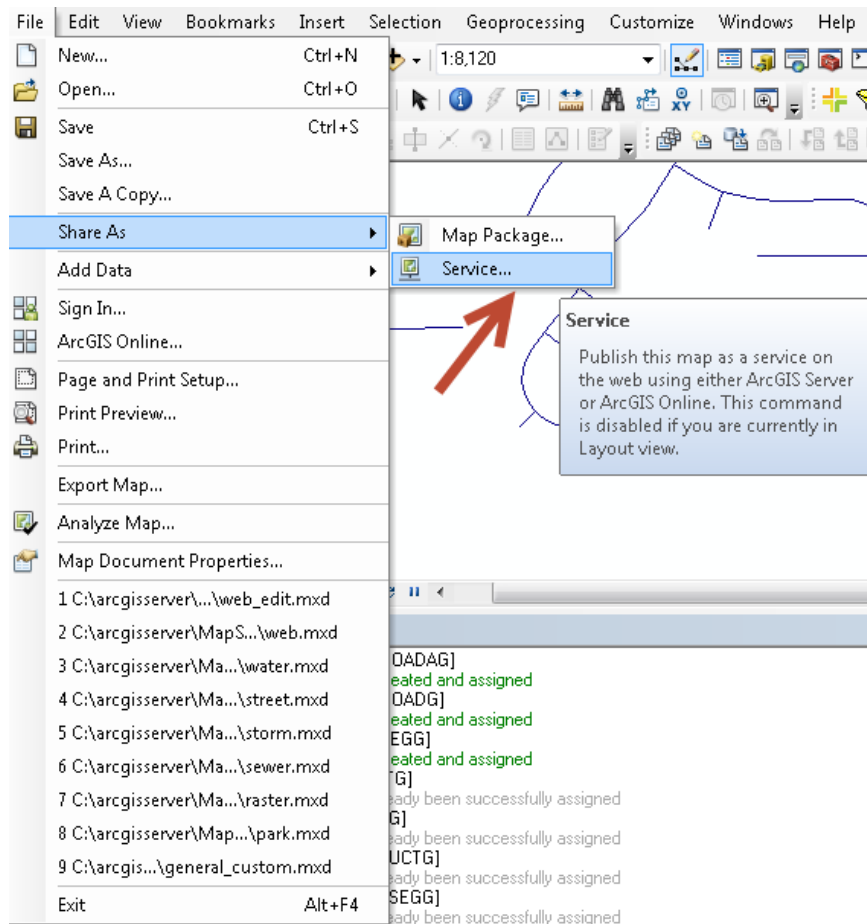 File Edit View Bookmarks Insert Selection Geoprocessing Customize Windows Help
New... Ctrl+N
1:8,120
Open... Ctrl+O
Save Ctrl+S
Save As...
Save A Copy...
Share As
Map Package...
Service...
Add Data
Sign In...
ArcGIS Online...
Page and Print Setup...
Print Preview...
Print...
Export Map...
Analyze Map...
Map Document Properties...
1 C:\arcgisserver\...\web_edit.mxd
2 C:\arcgisserver\MapS...\web.mxd
3 C:\arcgisserver\Ma...\water.mxd
4 C:\arcgisserver\Ma...\street.mxd
5 C:\arcgisserver\Ma...\storm.mxd
6 C:\arcgisserver\Ma...\sewer.mxd
7 C:\arcgisserver\Ma...\raster.mxd
8 C:\arcgisserver\Map...\park.mxd
9 C:\arcgis...\general_custom.mxd
Exit Alt+F4
Service
Publish this map as a service on
the web using either ArcGIS Server
or ArcGIS Online. This command
is disabled if you are currently in
Layout view.
OADAG]
eated and assigned
OADG]
eated and assigned
EGG]
eated and assigned
G]
eady been successfully assigned
G]
eady been successfully assigned
UCTG]
eady been successfully assigned
SEGG]
eady been successfully assigned